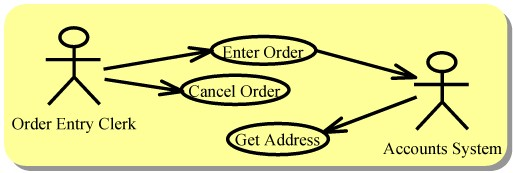 Enter Order
Cancel Order
Order Entry Clerk
Get Address
Accounts System